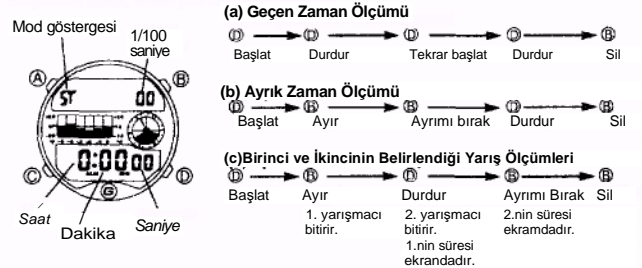 Mod göstergesi
1/100
saniye
A
B
ST 00
0:00 00
C
D
G
Saat
Dakika
Saniye
(a) Geçen Zaman Ölçümü
D D D D B
Başlat Durdur Tekrar başlat Durdur Sil
(b) Ayrık Zaman Ölçümü
D B B D B
Başlat Ayır Ayrımı bırak Durdur Sil
(c)Birinci ve İkincinin Belirlendiği Yarış Ölçümleri
D B D B B
Başlat Ayır Durdur Ayrımı Bırak Sil
1. yarışmacı
bitirir.
2. yarışmacı
bitirir.
1.nin süresi
ekrandadır.
2.nin süresi
ekramdadır.